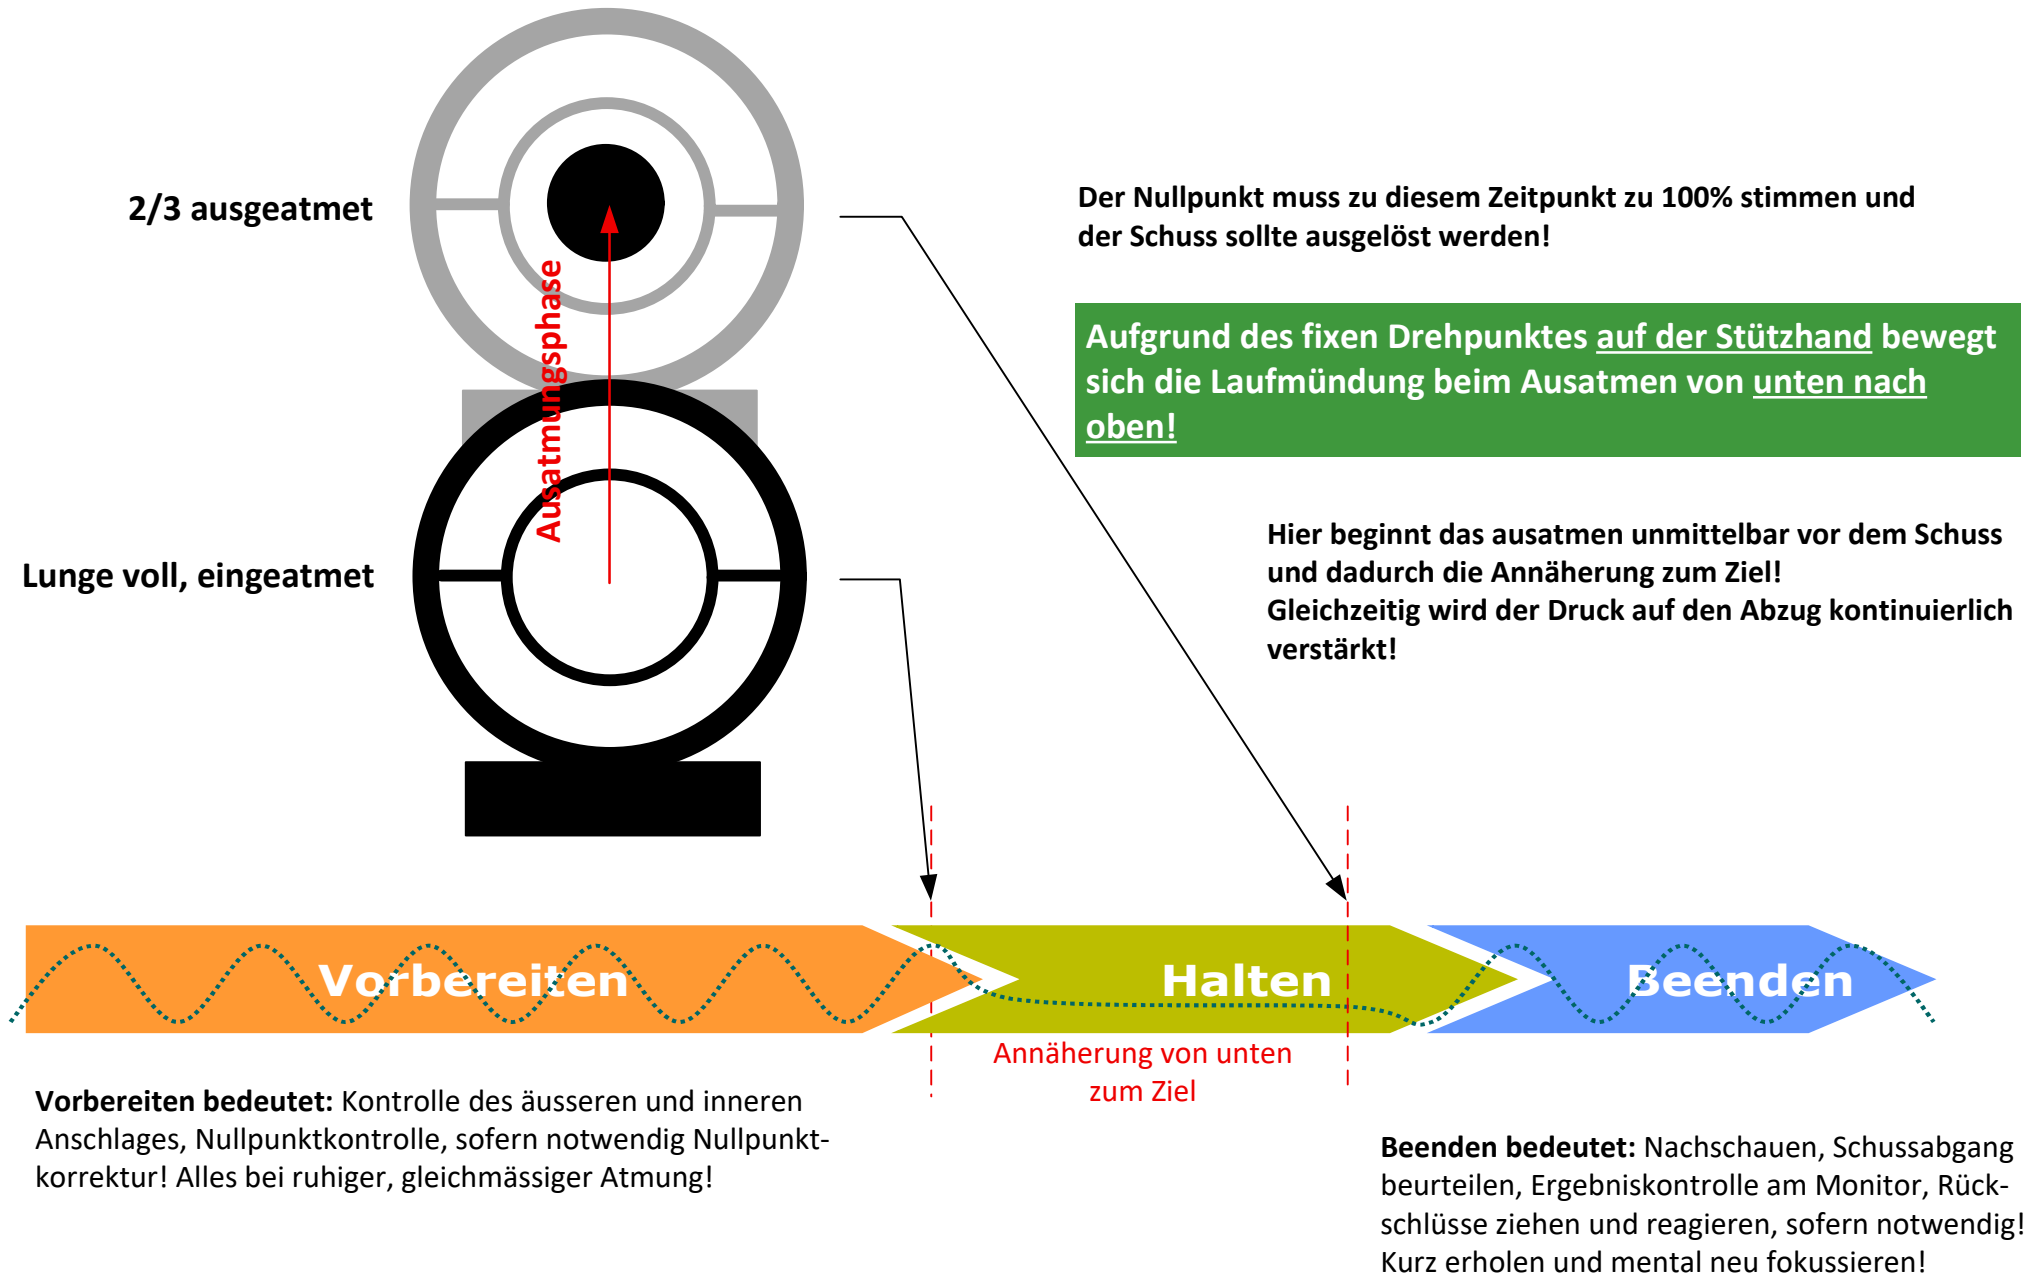 2/3 ausgeatmet
Der Nullpunkt muss zu diesem Zeitpunkt zu 100% stimmen und
der Schuss sollte ausgelöst werden!
Ausatmungsphase
Aufgrund des fixen Drehpunktes auf der Stützhand bewegt
sich die Laufmündung beim Ausatmen von unten nach
oben!
Lunge voll, eingeatmet
Hier beginnt das ausatmen unmittelbar vor dem Schuss
und dadurch die Annäherung zum Ziel!
Gleichzeitig wird der Druck auf den Abzug kontinuierlich
verstärkt!
Vorbereiten
Halten
Beenden
Annäherung von unten
zum Ziel
Vorbereiten bedeutet: Kontrolle des äusseren und inneren
Anschlages, Nullpunktkontrolle, sofern notwendig Nullpunkt-
korrektur! Alles bei ruhiger, gleichmässiger Atmung!
Beenden bedeutet: Nachschauen, Schussabgang
beurteilen, Ergebniskontrolle am Monitor, Rück-
schlüsse ziehen und reagieren, sofern notwendig!
Kurz erholen und mental neu fokussieren!